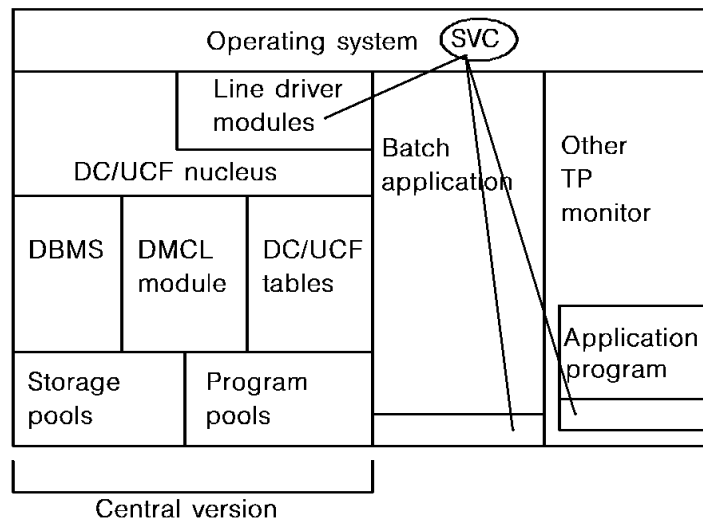 Operating system SVC
Line driver
modules
DC/UCF nucleus
Batch
application
Other
TP
monitor
DBMS
DMCL
module
DC/UCF
tables
Application
program
Storage
pools
Program
pools
Central version